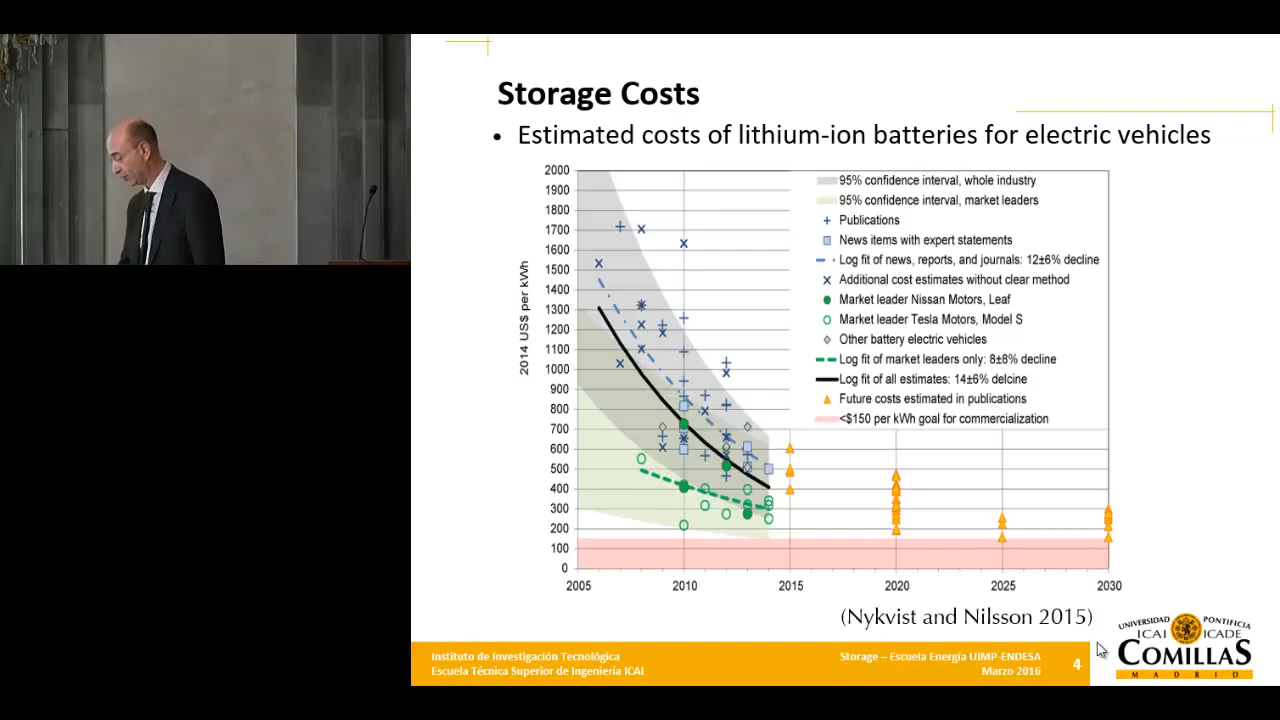 Storage Costs
• Estimated costs of lithium-ion batteries for electric vehicles
2014 US$ per kWh
2000
1900
1800
1700
1600
1500
1400
1300
1200
1100
1000
900
800
700
600
500
400
300
200
100
0
2005 2010 2015 2020 2025 2030
95% confidence interval, whole industry
95% confidence interval, market leaders
Publications
News items with expert statements
Log fit of news, reports, and journals: 12±6% decline
Additional cost estimates without clear method
Market leader Nissan Motors, Leaf
Market leader Tesla Motors, Model S
Other battery electric vehicles
Log fit of market leaders only: 8±8% decline
Log fit of all estimates: 14±6% delcine
Future costs estimated in publications
<$150 per kWh goal for commercialization
(Nykvist and Nilsson 2015)
Instituto de Investigación Tecnológica
Escuela Técnica Superior de Ingeniería ICAI
Storage – Escuela Energía UIMP-ENDESA
Marzo 2016
4
UNIVERSIDAD PONTIFICIA
ICAI ICADE
COMILLAS
MADRID